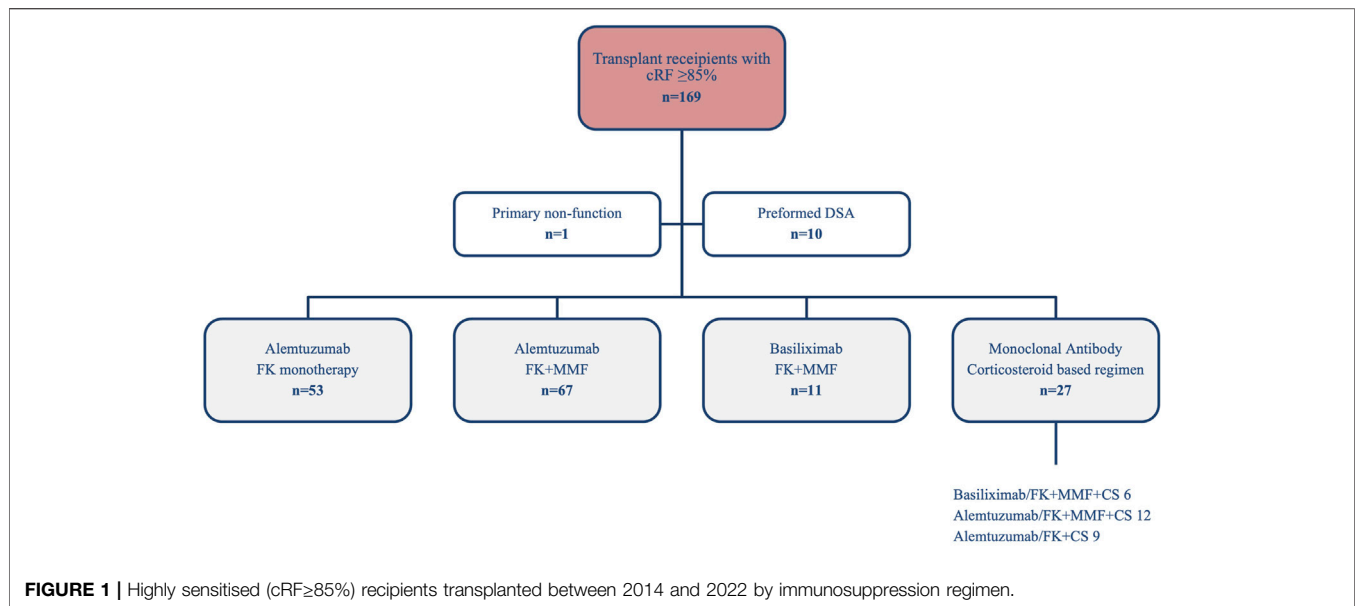 Transplant receipients with
cRF ≥85%
n=169
Primary non-function
n=1
Preformed DSA
n=10
Alemtuzumab
FK monotherapy
n=53
Alemtuzumab
FK+MMF
n=67
Basiliximab
FK+MMF
n=11
Monoclonal Antibody
Corticosteroid based regimen
n=27
Basiliximab/FK+MMF+CS 6
Alemtuzumab/FK+MMF+CS 12
Alemtuzumab/FK+CS 9
FIGURE 1 | Highly sensitised (cRF≥85%) recipients transplanted between 2014 and 2022 by immunosuppression regimen.